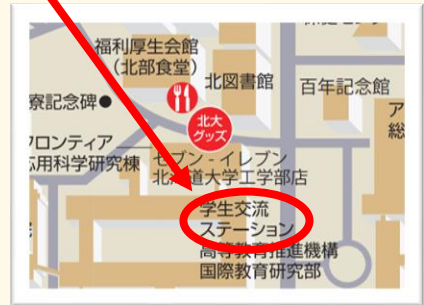 福利厚生会館
(北部食堂)
北図書館
百年記念館
寮記念碑●
北大
グッズ
フロンティア
応用科学研究棟
セブン-イレブン
北海道大学工学部店
学生交流
ステーション
高等教育推進機構
国際教育研究部
ア
総